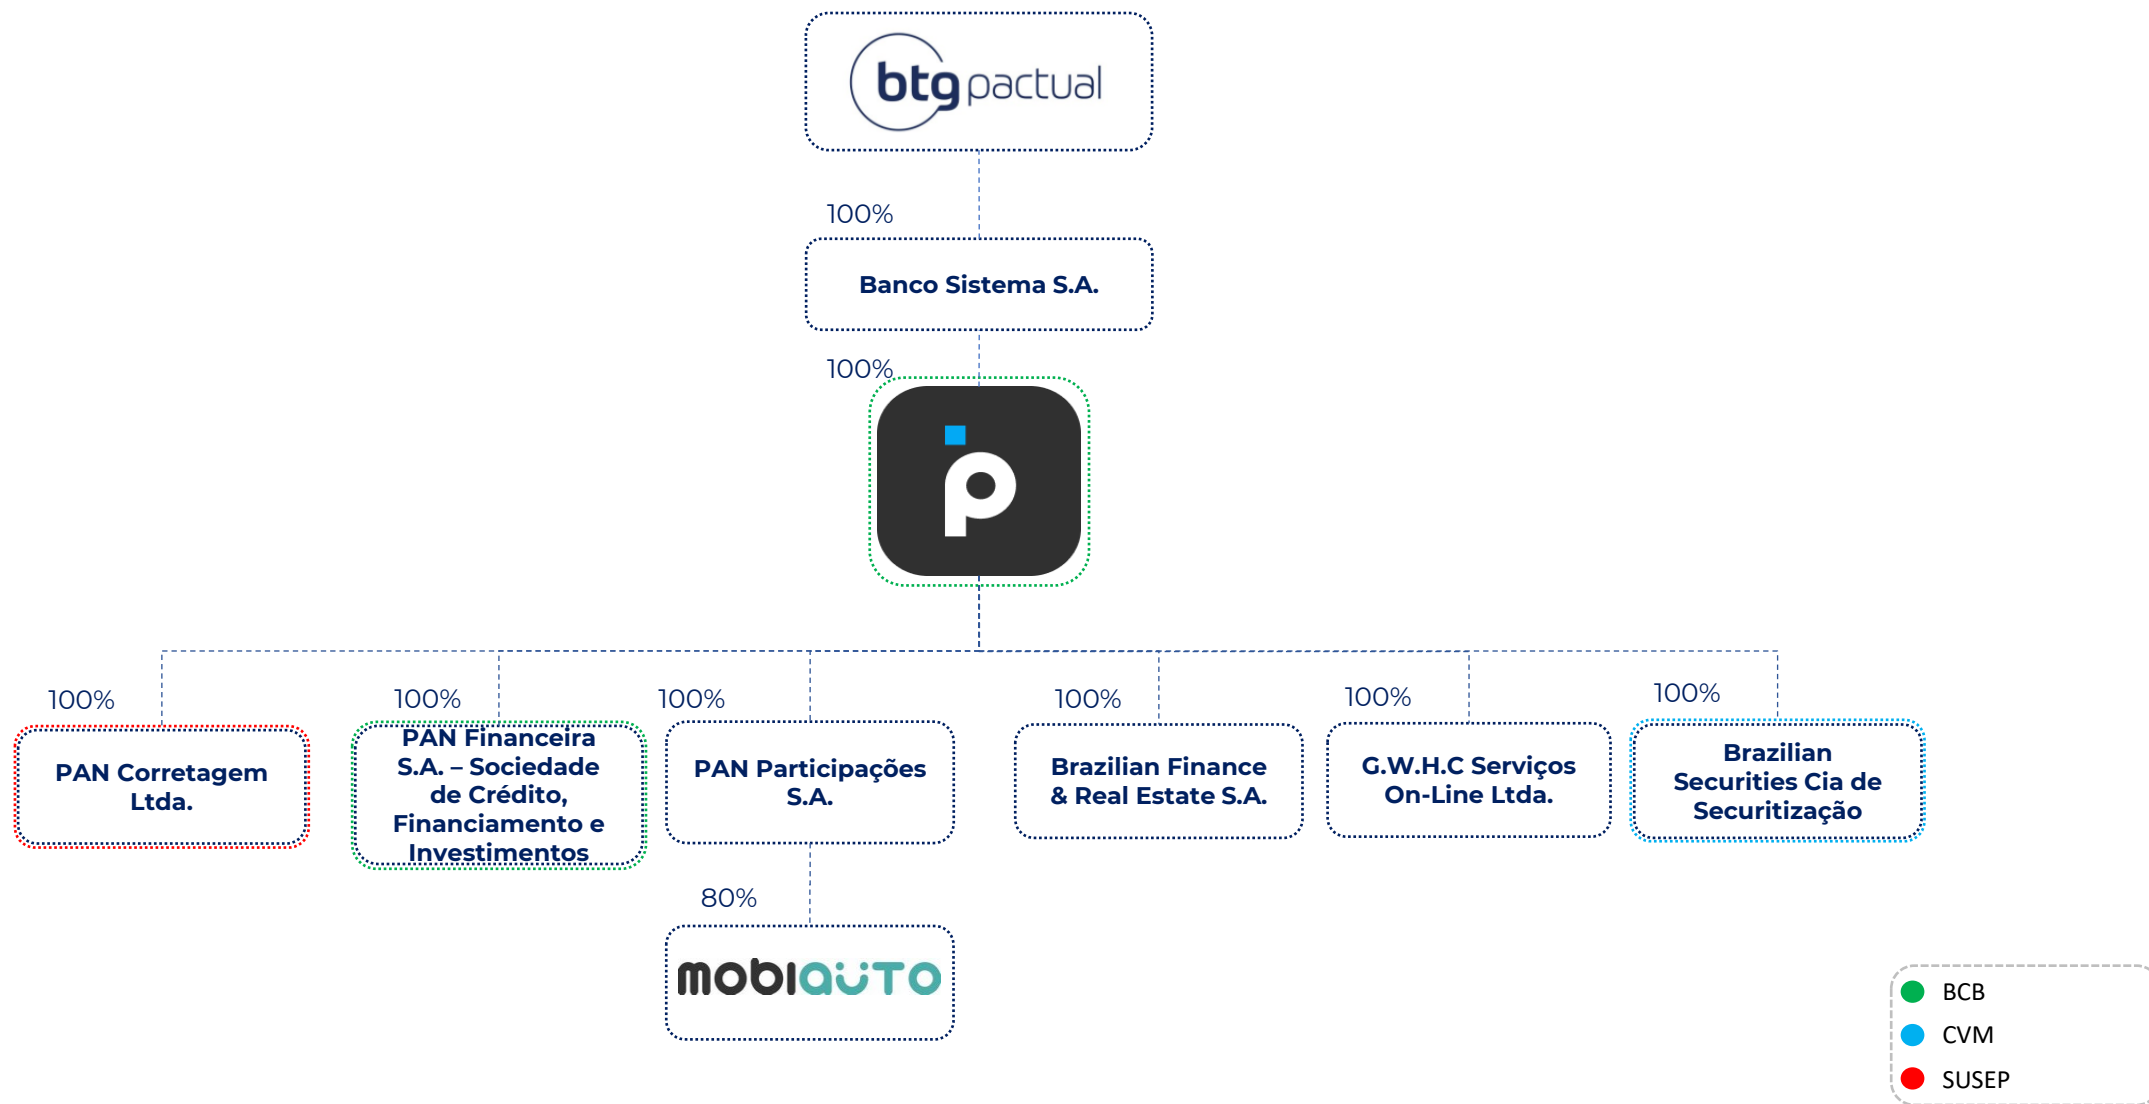 btg pactual
100%
Banco Sistema S.A.
100%
p
100%
100%
100%
100%
100%
100%
PAN Corretagem
Ltda.
PAN Financeira
S.A. – Sociedade
de Crédito,
Financiamento e
Investimentos
PAN Participações
S.A.
Brazilian Finance
& Real Estate S.A.
G.W.H.C Serviços
On-Line Ltda.
Brazilian
Securities Cia de
Securitização
80%
mobiauto
BCB
CVM
SUSEP